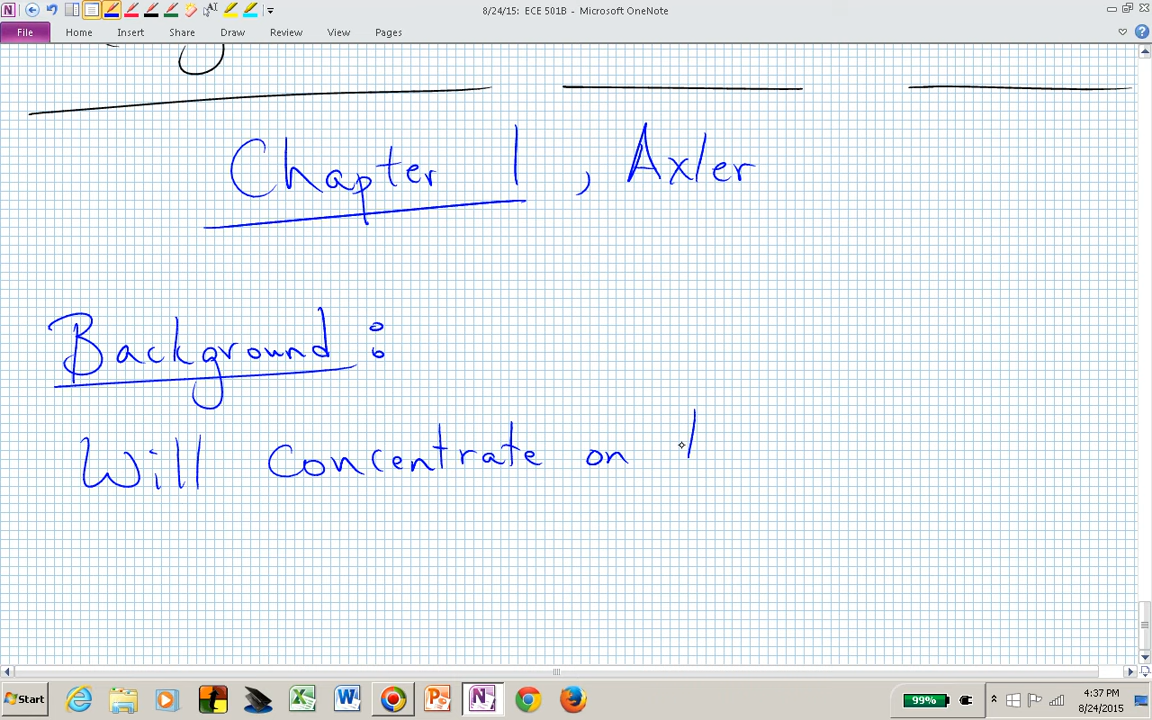 8/24/15: ECE 501B - Microsoft OneNote
File Home Insert Share Draw Review View Pages
Chapter 1, Axler
Background:
Will concentrate on
Start
99%
4:37 PM
8/24/2015